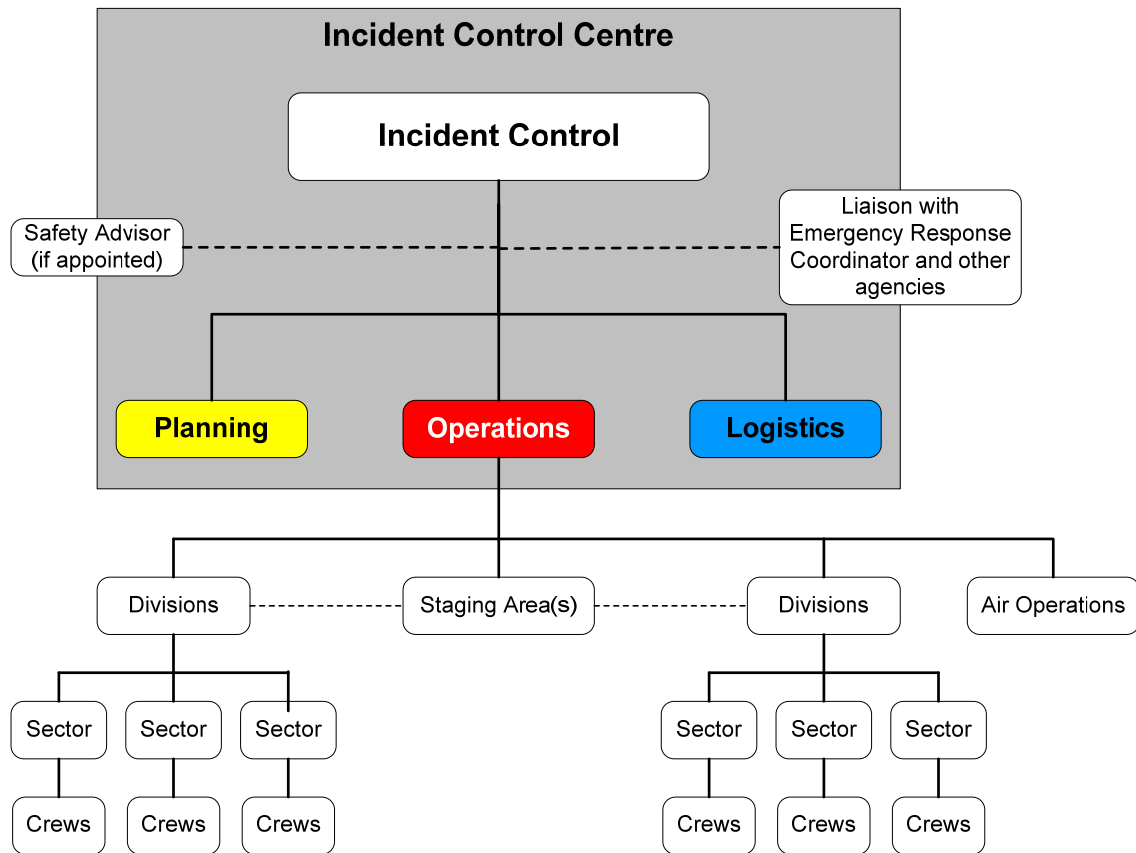 Incident Control Centre
Incident Control
Safety Advisor
(if appointed)
Liaison with
Emergency Response
Coordinator and other
agencies
Planning
Operations
Logistics
Divisions
Staging Area(s)
Divisions
Air Operations
Sector
Sector
Sector
Sector
Sector
Sector
Crews
Crews
Crews
Crews
Crews
Crews